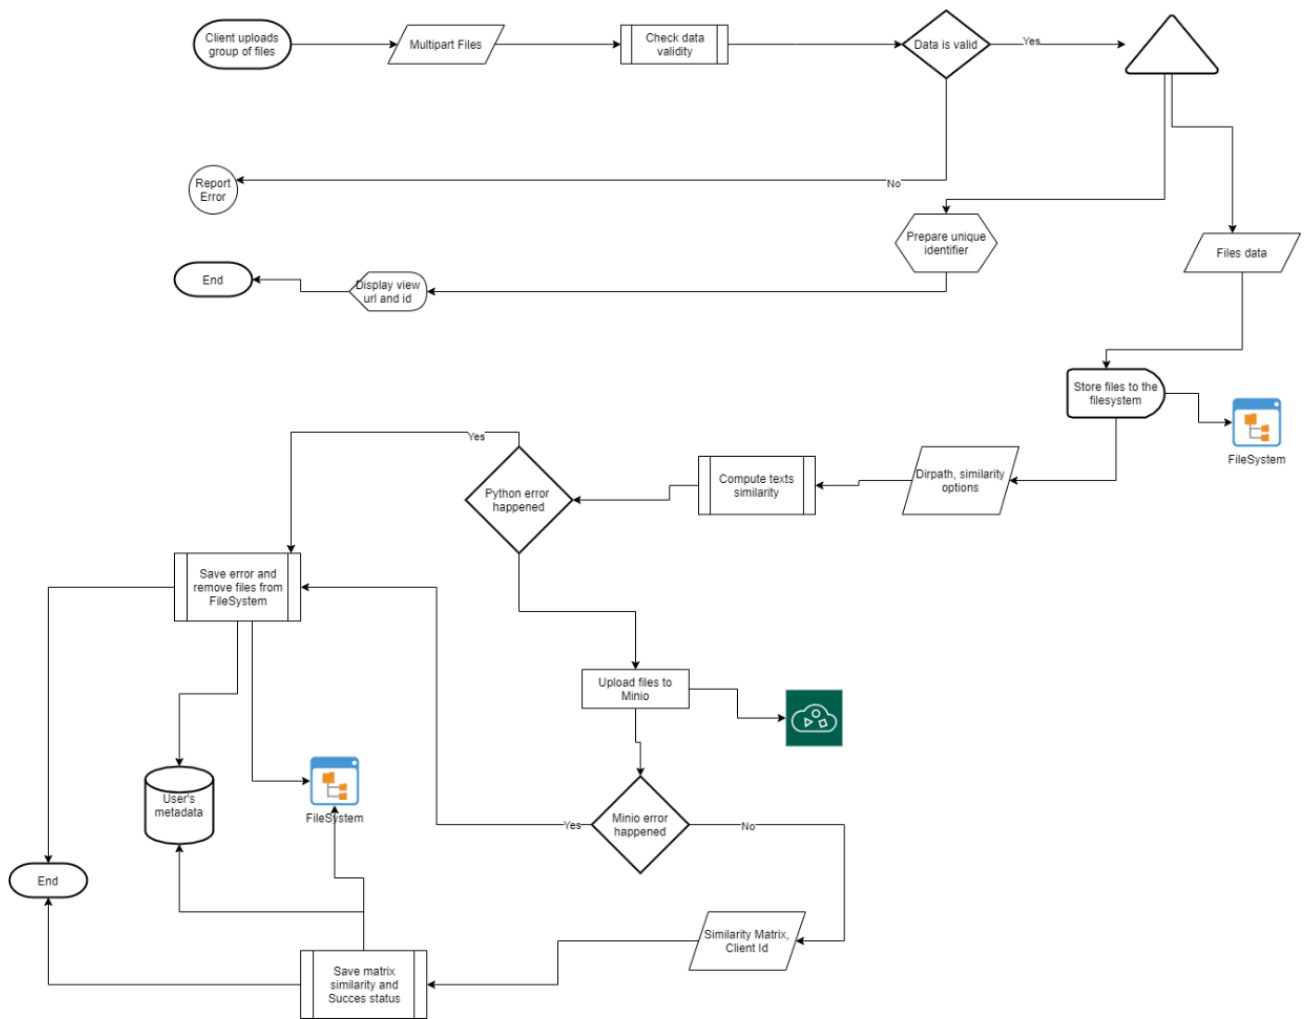 Client uploads
group of files
Multipart Files
Check data
validity
Data is valid
Yes
Report
Error
No
Prepare unique
identifier
Files data
End
Display view
url and id
Store files to the
filesystem
FileSystem
Yes
Python error
happened
Compute texts
similarity
Dirpath, similarity
options
Save error and
remove files from
FileSystem
Upload files to
Minio
User's
metadata
FileSystem
Yes
Minio error
happened
No
End
Similarity Matrix,
Client Id
Save matrix
similarity and
Succes status